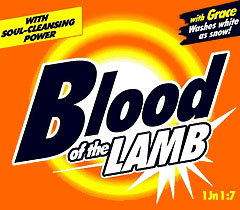 WITH
SOUL-CLEANSING
POWER
with Grace
Washes white
as snow!
Blood
of the LAMB
1 Jn 1:7